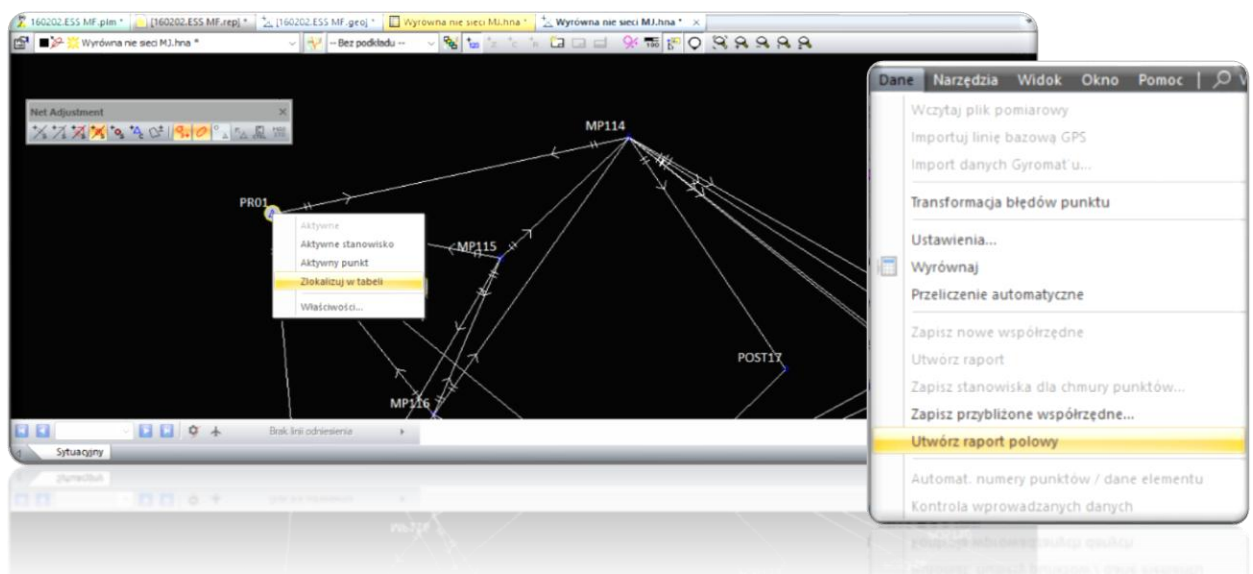 160202.ESS MF.plm *
[160202.ESS MF.rep] *
[160202.ESS MF.geo] *
Wyrówna nie sieci MJ.hna *
Wyrówna nie sieci MJ.hna * ×
Wyrówna nie sieci MJ.hna *
-- Bez podkładu --
Net Adjustment ×
MP114
PR01
MP115
MP116
POST17
Aktywne
Aktywne stanowisko
Aktywny punkt
Zlokalizuj w tabeli
Właściwości...
Brak linii odniesienia
Sytuacyjny
Dane Narzędzia Widok Okno Pomoc
Wczytaj plik pomiarowy
Importuj linię bazową GPS
Import danych Gyromat'u...
Transformacja błędów punktu
Ustawienia...
Wyrównaj
Przeliczenie automatyczne
Zapisz nowe współrzędne
Utwórz raport
Zapisz stanowiska dla chmury punktów...
Zapisz przybliżone współrzędne...
Utwórz raport polowy
Automat. numery punktów / dane elementu
Kontrola wprowadzanych danych